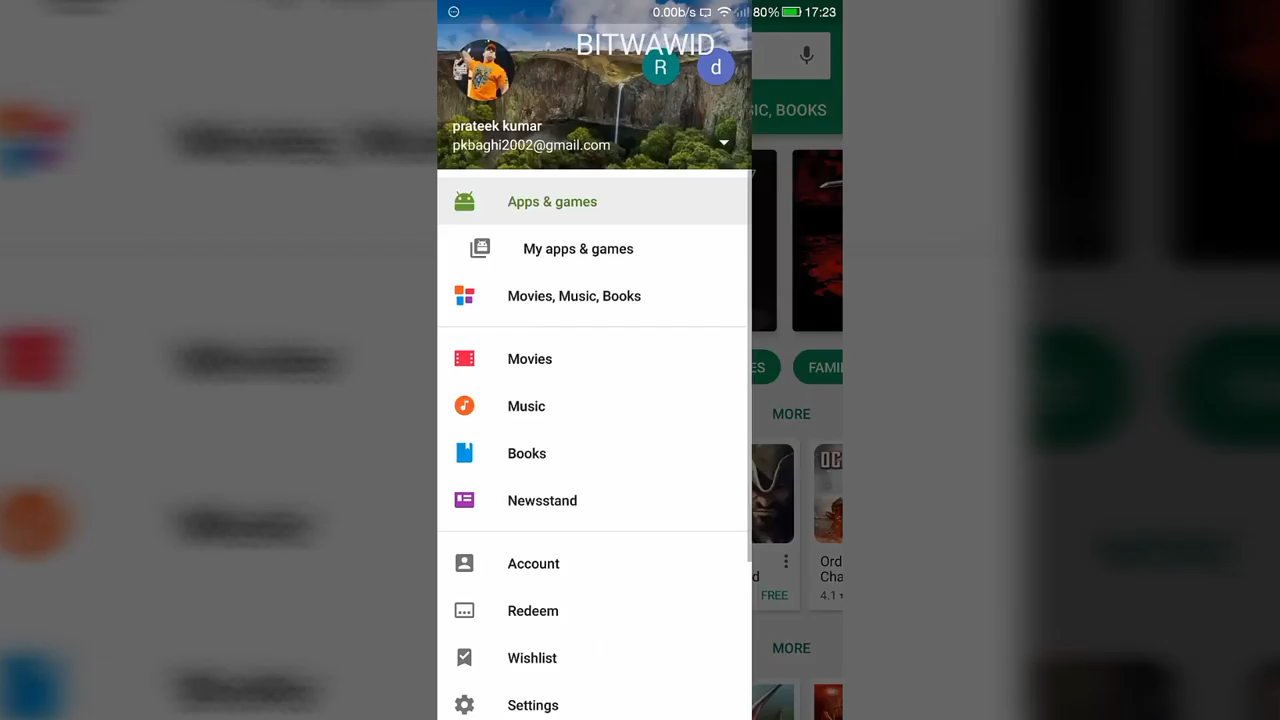 0.00b/s 80% 17:23
BITWAWID
R d
prateek kumar
pkbaghi2002@gmail.com
IC, BOOKS
Apps & games
My apps & games
Movies, Music, Books
Movies
ES FAMI
Music
MORE
Books
Newsstand
Account
d Ord
Cha
FREE 4.1
Redeem
Wishlist
MORE
Settings